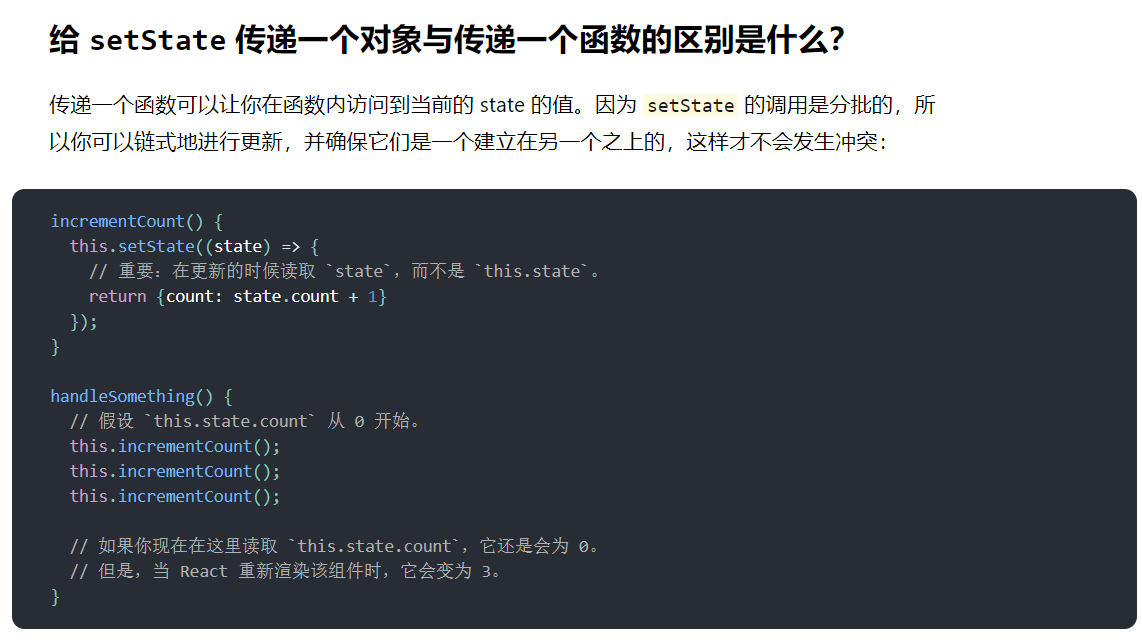 给 setState 传递一个对象与传递一个函数的区别是什么?
传递一个函数可以让你在函数内访问到当前的 state 的值。因为 setState 的调用是分批的，所
以你可以链式地进行更新，并确保它们是一个建立在另一个之上的，这样才不会发生冲突：
incrementCount() {
  this.setState((state) => {
    // 重要：在更新的时候读取 `state`，而不是 `this.state`。
    return {count: state.count + 1}
  });
}

handleSomething() {
  // 假设 `this.state.count` 从 0 开始。
  this.incrementCount();
  this.incrementCount();
  this.incrementCount();

  // 如果你现在在这里读取 `this.state.count`，它还是会为 0。
  // 但是，当 React 重新渲染该组件时，它会变为 3。
}